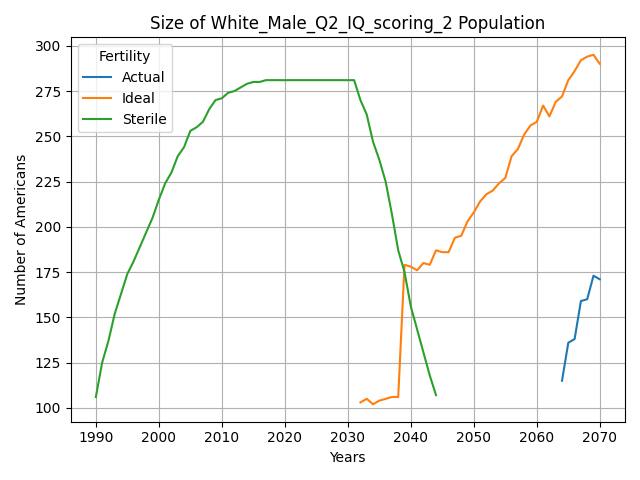 Size of White_Male_Q2_IQ_scoring_2 Population
Fertility
Actual
Ideal
Sterile
Number of Americans
300
275
250
225
200
175
150
125
100
1990 2000 2010 2020 2030 2040 2050 2060 2070
Years